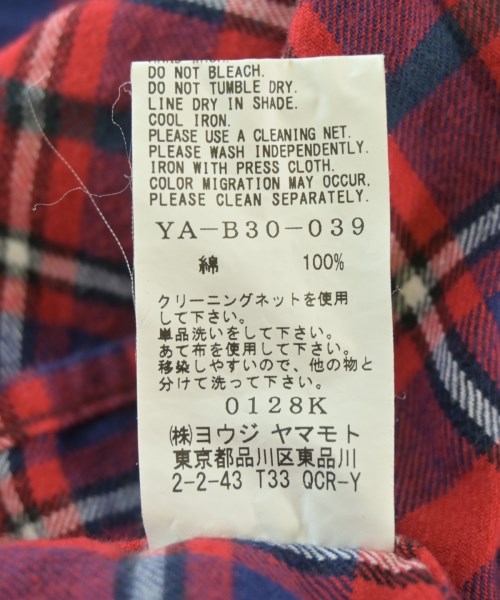 HAND WASH.
DO NOT BLEACH.
DO NOT TUMBLE DRY.
LINE DRY IN SHADE.
COOL IRON.
PLEASE USE A CLEANING NET.
PLEASE WASH INDEPENDENTLY.
IRON WITH PRESS CLOTH.
COLOR MIGRATION MAY OCCUR.
PLEASE CLEAN SEPARATELY.
YA-B30-039
綿 100%
クリーニングネットを使用
して下さい。
単品洗いをして下さい。
あて布を使用して下さい。
移染しやすいので、他の物と
分けて洗って下さい。
0128K
㈱ヨウジ ヤマモト
東京都品川区東品川
2-2-43 T33 QCR-Y